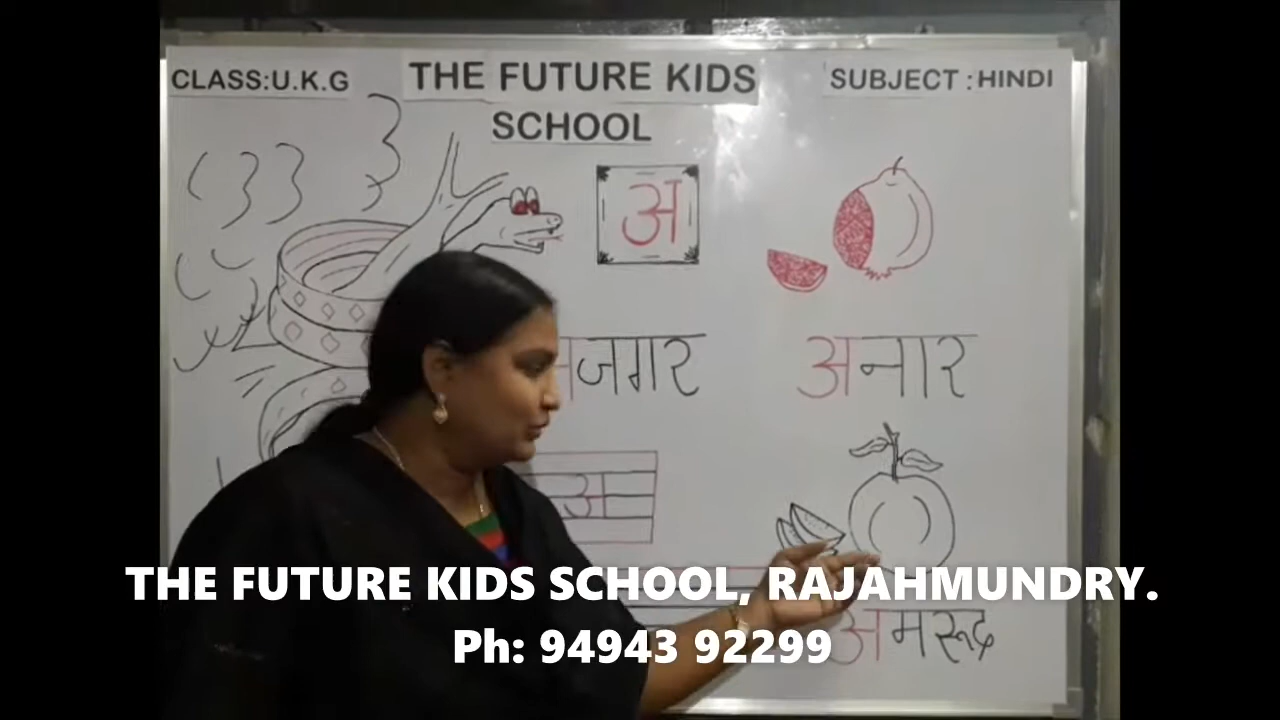 CLASS:U.K.G
THE FUTURE KIDS
SCHOOL
SUBJECT : HINDI
अ
जगर
अनार
अ
THE FUTURE KIDS SCHOOL, RAJAHMUNDRY.
Ph: 94943 92299
अमरूद